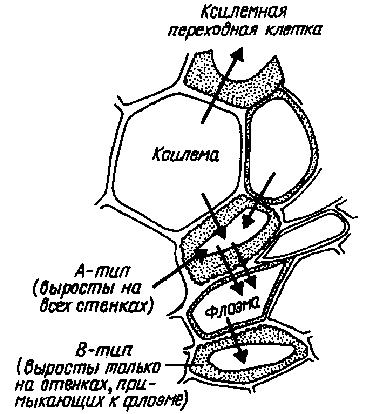 Ксилемная
переходная клетка
Ксилема
А-тип
(выросты на
всех стенках)
Флоэма
В-тип
(выросты только
на стенках, при-
мыкающих к флоэме)